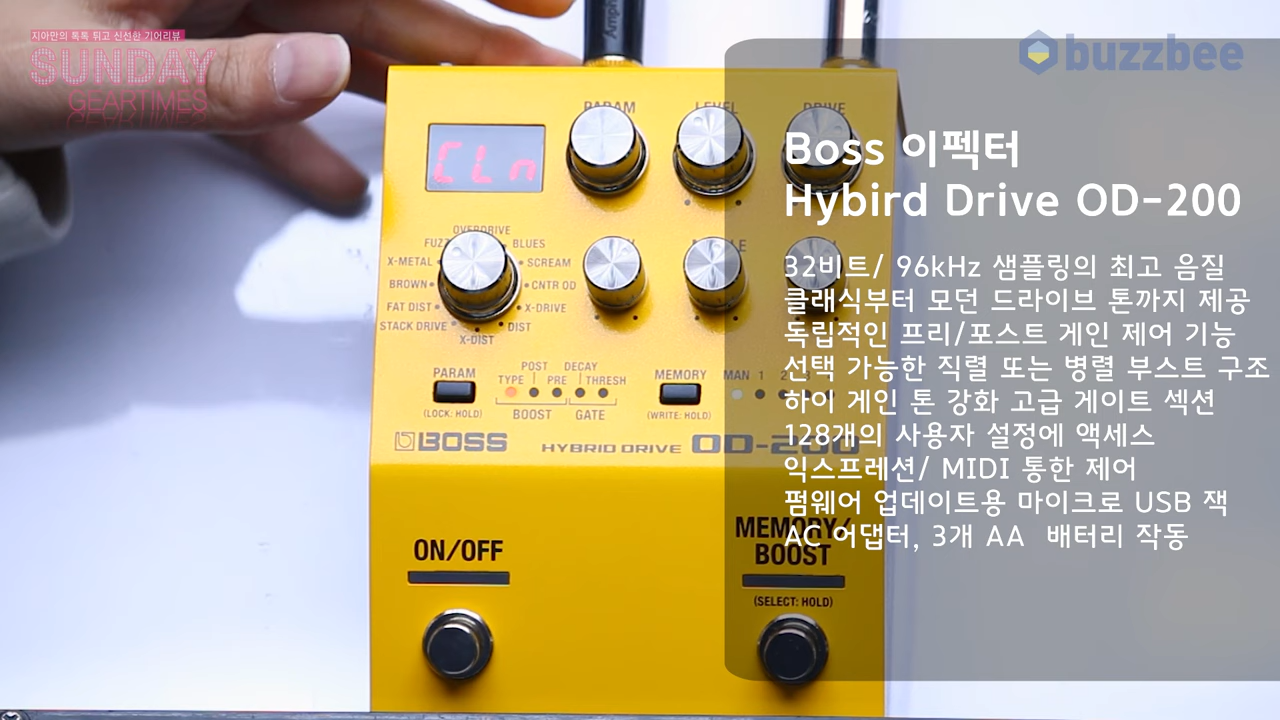 지아만의 톡톡 튀고 신선한 기어리뷰
SUNDAY
GEARTIMES
buzzbee
Boss 이펙터
Hybird Drive OD-200
32비트/ 96kHz 샘플링의 최고 음질
클래식부터 모던 드라이브 톤까지 제공
독립적인 프리/포스트 게인 제어 기능
선택 가능한 직렬 또는 병렬 부스트 구조
하이 게인 톤 강화 고급 게이트 섹션
128개의 사용자 설정에 액세스
익스프레션/ MIDI 통한 제어
펌웨어 업데이트용 마이크로 USB 잭
AC 어댑터, 3개 AA 배터리 작동
PARAM LEVEL DRIVE
CLn
OVERDRIVE
BLUES
X-METAL SCREAM
BROWN CNTR OD
FAT DIST X-DRIVE
STACK DRIVE DIST
X-DIST
POST DECAY
PARAM TYPE PRE THRESH MEMORY MAN 1 2
(LOCK: HOLD) BOOST GATE (WRITE: HOLD)
BOSS HYBRID DRIVE OD-200
ON/OFF
MEMORY/
BOOST
(SELECT: HOLD)